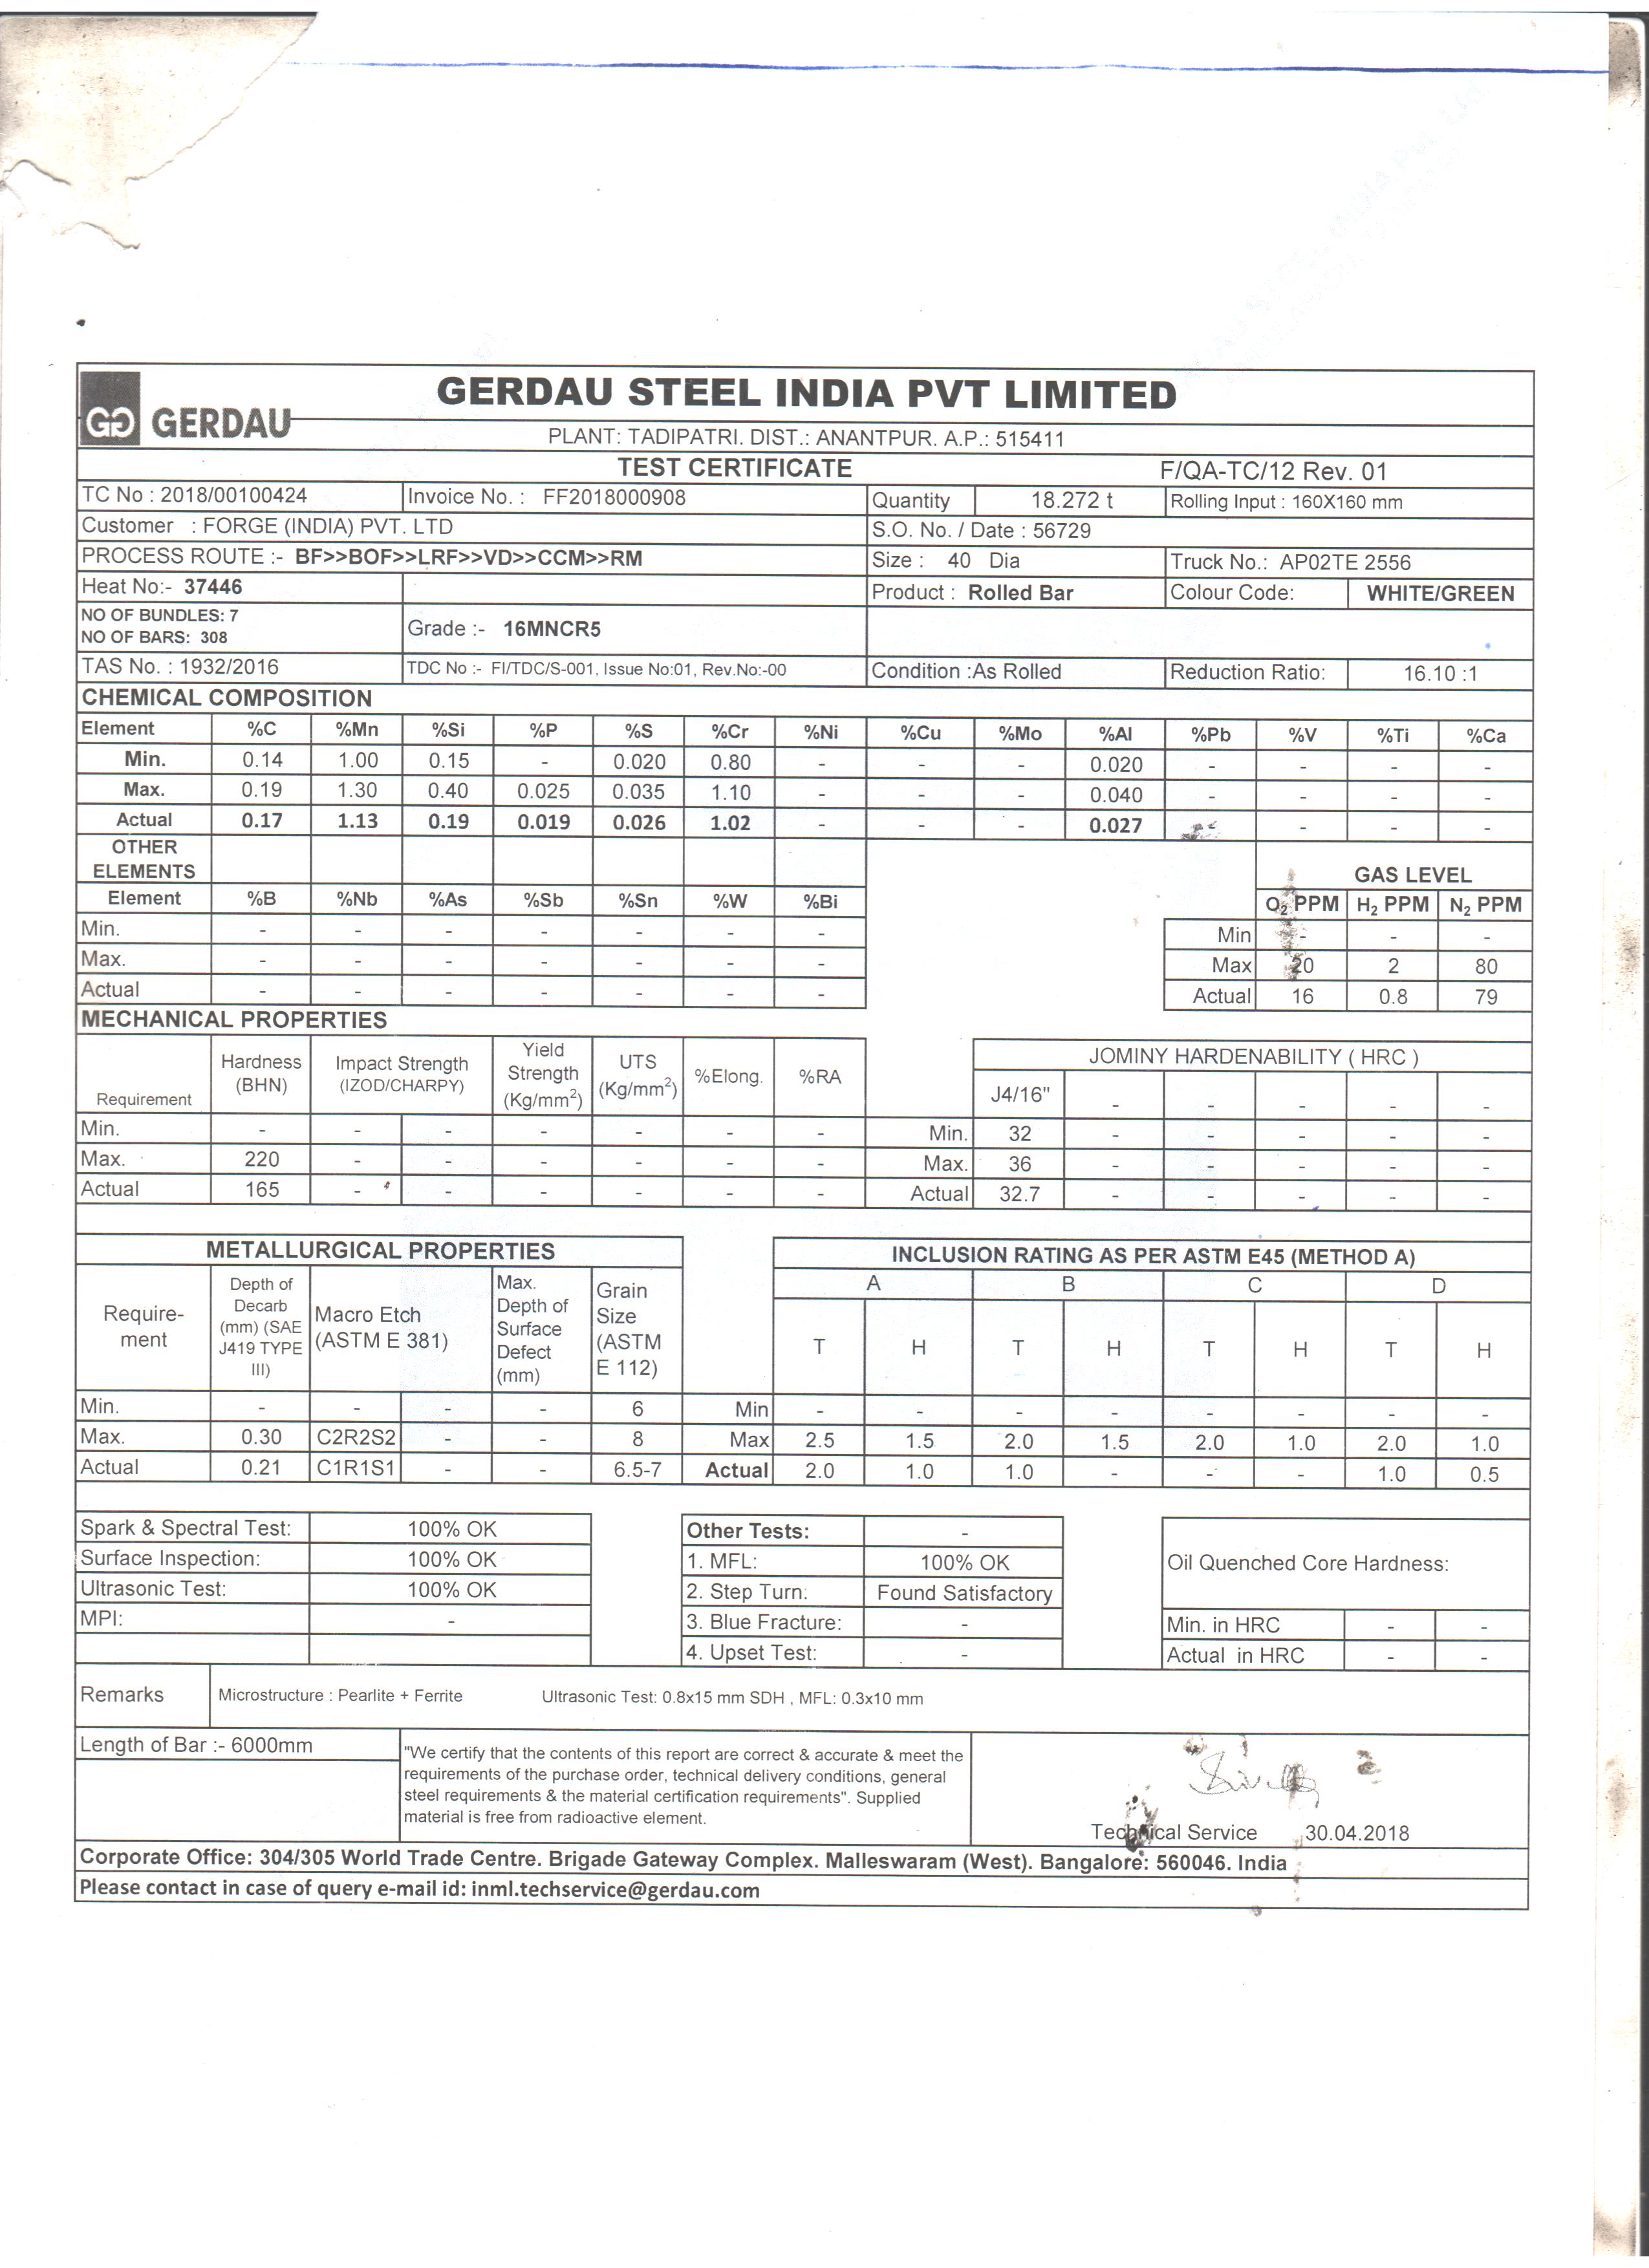 GERDAU STEEL INDIA PVT LIMITED
GERDAU
PLANT: TADIPATRI. DIST.: ANANTPUR. A.P.: 515411
TEST CERTIFICATE F/QA-TC/12 Rev. 01
TC No : 2018/00100424 Invoice No. : FF2018000908 Quantity 18.272 t Rolling Input : 160X160 mm
Customer : FORGE (INDIA) PVT. LTD S.O. No. / Date : 56729
PROCESS ROUTE :- BF>>BOF>>LRF>>VD>>CCM>>RM Size : 40 Dia Truck No.: AP02TE 2556
Heat No:- 37446 Product : Rolled Bar Colour Code: WHITE/GREEN
NO OF BUNDLES: 7
NO OF BARS: 308 Grade :- 16MNCR5
TAS No. : 1932/2016 TDC No :- FI/TDC/S-001, Issue No:01, Rev.No:-00 Condition :As Rolled Reduction Ratio: 16.10 :1
CHEMICAL COMPOSITION
Element %C %Mn %Si %P %S %Cr %Ni %Cu %Mo %Al %Pb %V %Ti %Ca
Min. 0.14 1.00 0.15 - 0.020 0.80 - - - 0.020 - - - -
Max. 0.19 1.30 0.40 0.025 0.035 1.10 - - - 0.040 - - - -
Actual 0.17 1.13 0.19 0.019 0.026 1.02 - - - 0.027 - - -
OTHER
ELEMENTS GAS LEVEL
Element %B %Nb %As %Sb %Sn %W %Bi O2 PPM H2 PPM N2 PPM
Min. - - - - - - - Min - - -
Max. - - - - - - - Max 20 2 80
Actual - - - - - - - Actual 16 0.8 79
MECHANICAL PROPERTIES
Requirement Hardness (BHN) Impact Strength (IZOD/CHARPY) Yield Strength (Kg/mm2) UTS (Kg/mm2) %Elong. %RA JOMINY HARDENABILITY ( HRC )
J4/16" - - - - -
Min. - - - - - - - - Min. 32 - - - - -
Max. 220 - - - - - - Max. 36 - - - - -
Actual 165 - - - - - - Actual 32.7 - - - - -
METALLURGICAL PROPERTIES INCLUSION RATING AS PER ASTM E45 (METHOD A)
Require-ment Depth of Decarb (mm) (SAE J419 TYPE III) Macro Etch (ASTM E 381) Max. Depth of Surface Defect (mm) Grain Size (ASTM E 112) A B C D
T H T H T H T H
Min. - - - - 6 Min - - - - - - - -
Max. 0.30 C2R2S2 - - 8 Max 2.5 1.5 2.0 1.5 2.0 1.0 2.0 1.0
Actual 0.21 C1R1S1 - - 6.5-7 Actual 2.0 1.0 1.0 - - - 1.0 0.5
Spark & Spectral Test: 100% OK Other Tests: -
Surface Inspection: 100% OK 1. MFL: 100% OK Oil Quenched Core Hardness:
Ultrasonic Test: 100% OK 2. Step Turn: Found Satisfactory
MPI: - 3. Blue Fracture: - Min. in HRC - -
4. Upset Test: - Actual in HRC - -
Remarks Microstructure : Pearlite + Ferrite Ultrasonic Test: 0.8x15 mm SDH , MFL: 0.3x10 mm
Length of Bar :- 6000mm
"We certify that the contents of this report are correct & accurate & meet the
requirements of the purchase order, technical delivery conditions, general
steel requirements & the material certification requirements". Supplied
material is free from radioactive element.
Technical Service 30.04.2018
Corporate Office: 304/305 World Trade Centre. Brigade Gateway Complex. Malleswaram (West). Bangalore: 560046. India
Please contact in case of query e-mail id: inml.techservice@gerdau.com